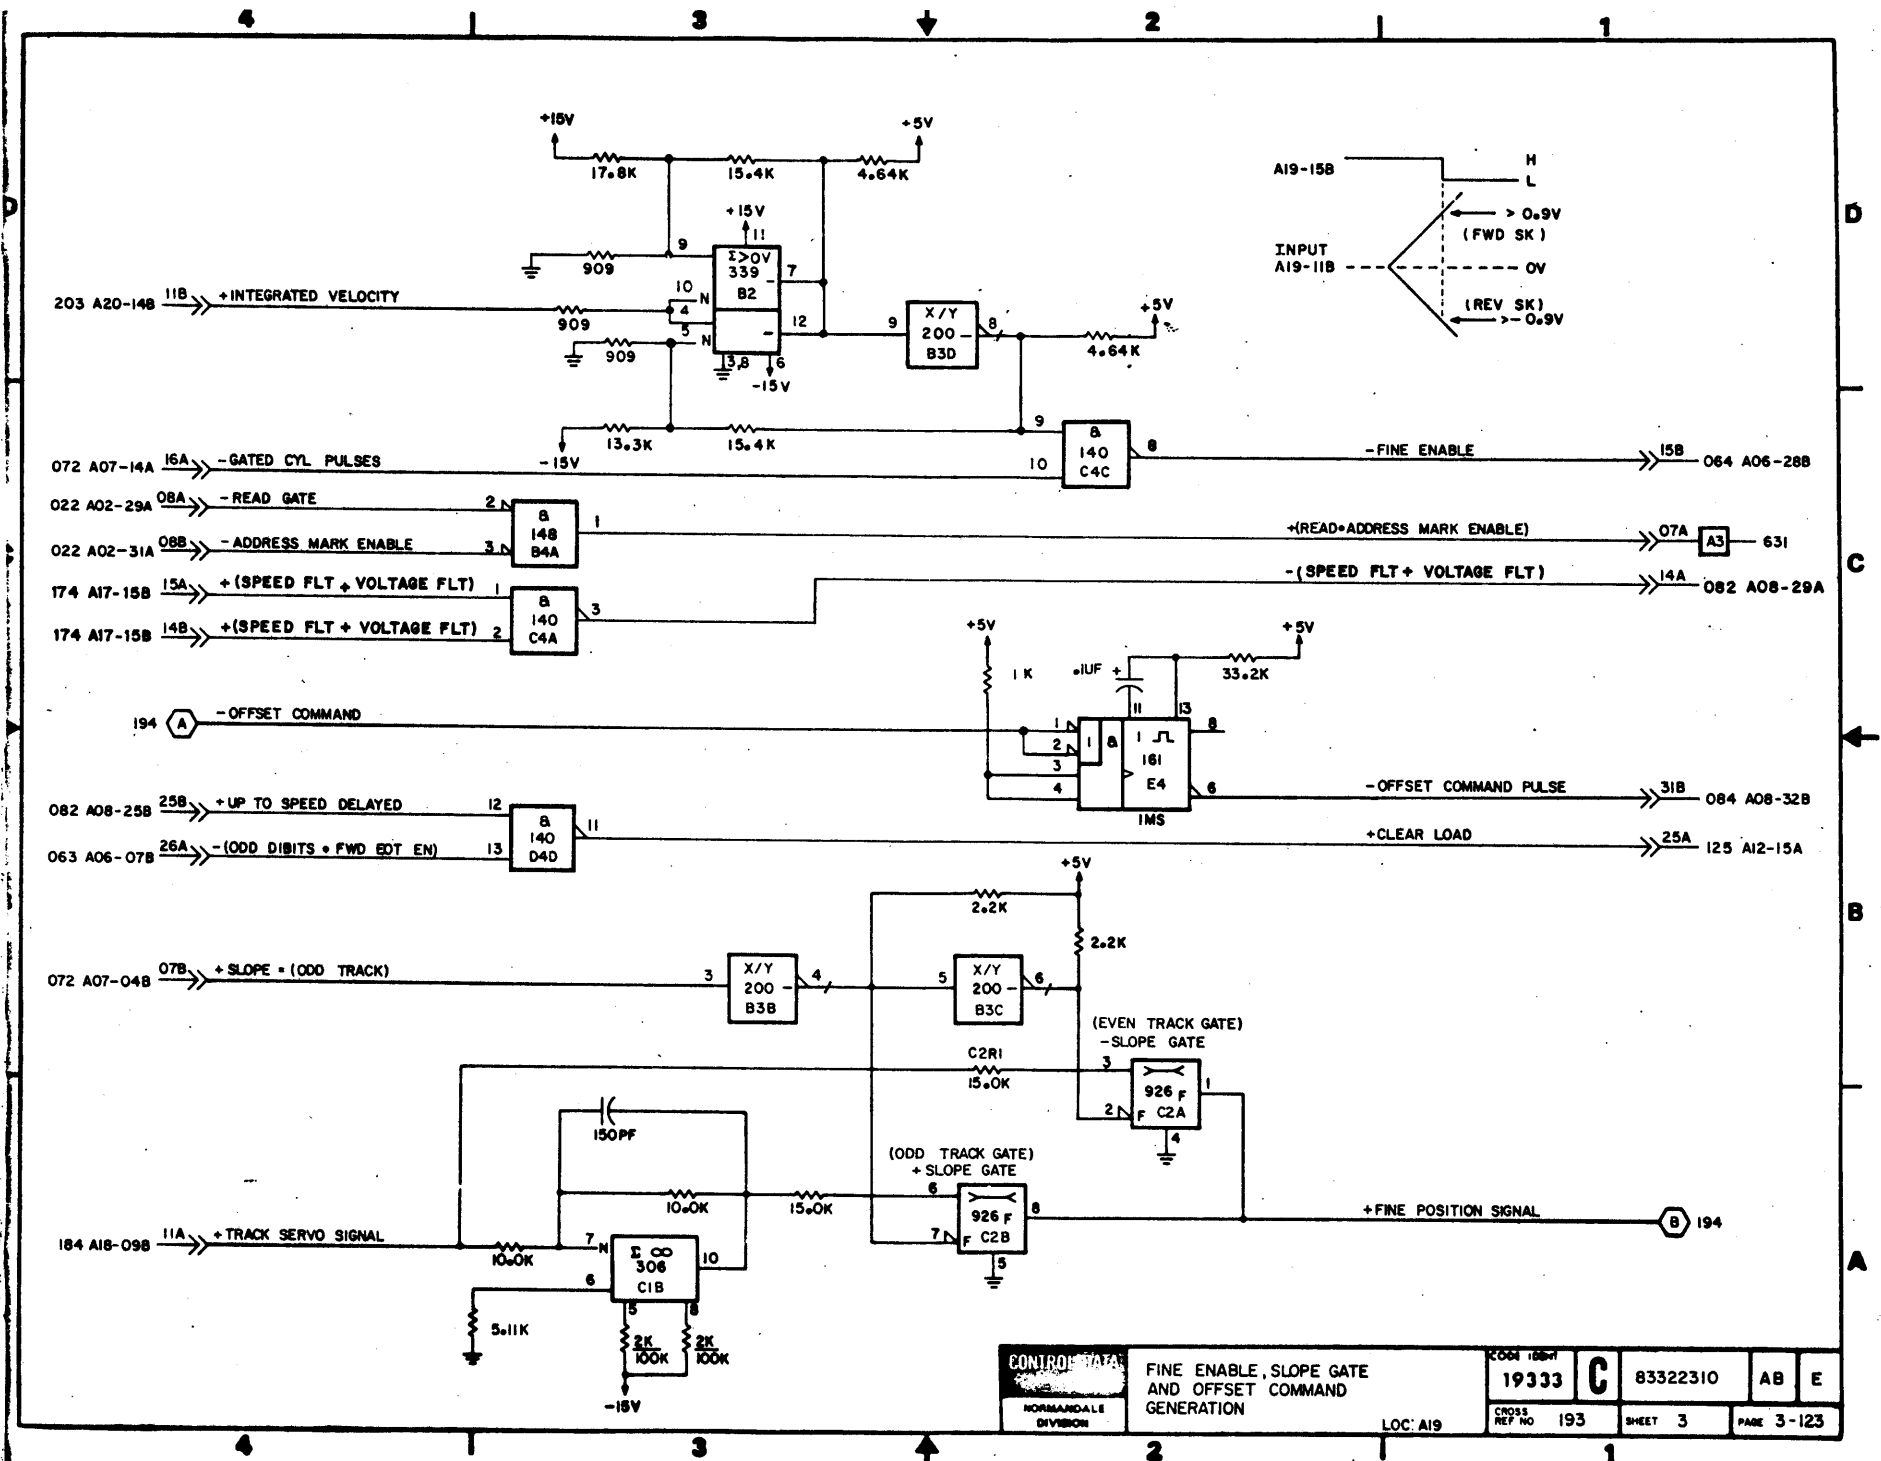 4 3 2 1
+15V +5V
17.8K 15.4K 4.64K
A19-15B H
L
D D
> 0.9V
(FWD SK)
INPUT
A19-11B 0V
(REV SK)
>-0.9V
+15V
11
9 Σ>0V
339 7
B2
909
10 N
203 A20-14B 11B +INTEGRATED VELOCITY
4
909
5 N
12
909
3,8 6
-15V
9 X/Y 8
200
B3D
+5V
4.64K
13.3K 15.4K
-15V
9 & 8
140
10 C4C
-FINE ENABLE 15B 064 A06-28B
072 A07-14A 16A -GATED CYL PULSES
022 A02-29A 08A -READ GATE 2
& 1
148
B4A
022 A02-31A 08B -ADDRESS MARK ENABLE 3
+(READ•ADDRESS MARK ENABLE) 07A A3 631
C C
174 A17-15B 15A +(SPEED FLT + VOLTAGE FLT) 1
& 3
140
C4A
174 A17-15B 14B +(SPEED FLT + VOLTAGE FLT) 2
-(SPEED FLT + VOLTAGE FLT) 14A 082 A08-29A
+5V +5V
1K .1UF + 33.2K
11 13
194 A -OFFSET COMMAND
1 1 & 1 8
2 161
3 E4
4 6
1MS
-OFFSET COMMAND PULSE 31B 084 A08-32B
082 A08-25B 25B +UP TO SPEED DELAYED 12
& 11
140
D4D
063 A06-07B 26A -(ODD DIBITS • FWD EOT EN) 13
+CLEAR LOAD 25A 125 A12-15A
+5V
2.2K
B
2.2K
072 A07-04B 07B +SLOPE = (ODD TRACK)
3 X/Y 4
200
B3B
5 X/Y 6
200
B3C
(EVEN TRACK GATE)
-SLOPE GATE
C2R1
15.0K
3 926 F 1
2 F C2A
4
150PF
(ODD TRACK GATE)
+SLOPE GATE
10.0K 15.0K
6 926 F 8
7 F C2B
5
+FINE POSITION SIGNAL B 194
184 A18-09B 11A +TRACK SERVO SIGNAL
10.0K
7 N Σ ∞ 10
306
6 C1B
5 8
5.11K
2K 2K
100K 100K
-15V
A
CONTROL DATA
NORMANDALE
DIVISION
FINE ENABLE, SLOPE GATE
AND OFFSET COMMAND
GENERATION
LOC: A19
CODE IDENT
19333 C 83322310 AB E
CROSS
REF NO 193 SHEET 3 PAGE 3-123
4 3 2 1